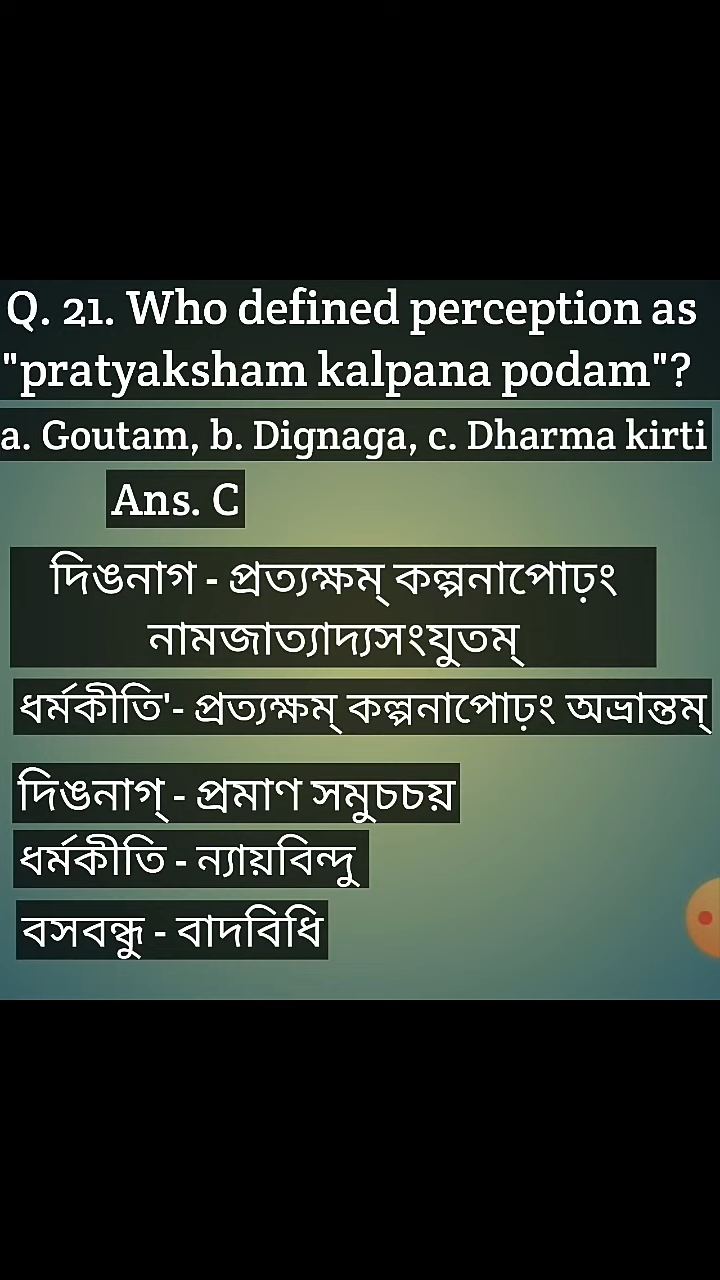 Q. 21. Who defined perception as
"pratyaksham kalpana podam"?
a. Goutam, b. Dignaga, c. Dharma kirti
Ans. C
দিঙনাগ - প্রত্যক্ষম্ কল্পনাপোঢ়ং
নামজাত্যাদ্যসংযুতম্
ধর্মকীতি'- প্রত্যক্ষম্ কল্পনাপোঢ়ং অভ্রান্তম্
দিঙনাগ্ - প্রমাণ সমুচচয়
ধর্মকীতি - ন্যায়বিন্দু
বসবন্ধু - বাদবিধি